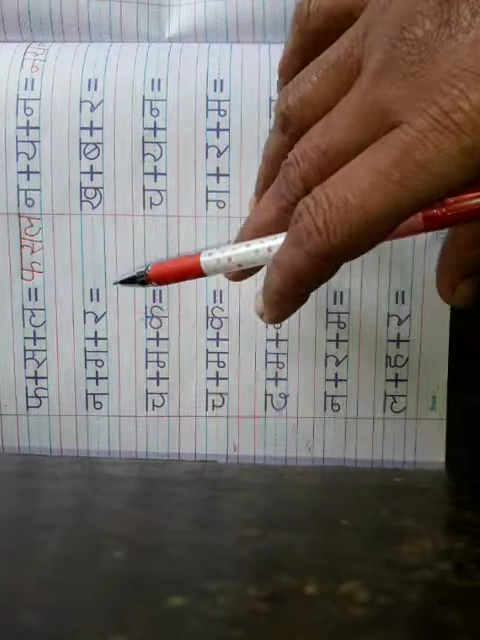 फ+स+ल= फसल न+य+न= नयन
न+ग+र= ख+ब+र=
च+म+क= च+य+न=
च+म+क= ग+र+म=
द+म+
न+र+म=
ल+ह+र=